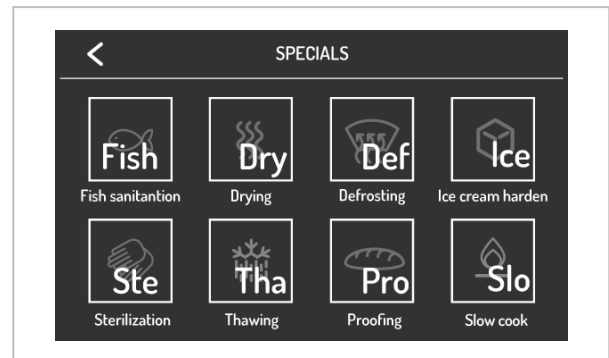 SPECIALS
Fish Dry Def Ice
Fish sanitantion Drying Defrosting Ice cream harden
Ste Tha Pro Slo
Sterilization Thawing Proofing Slow cook